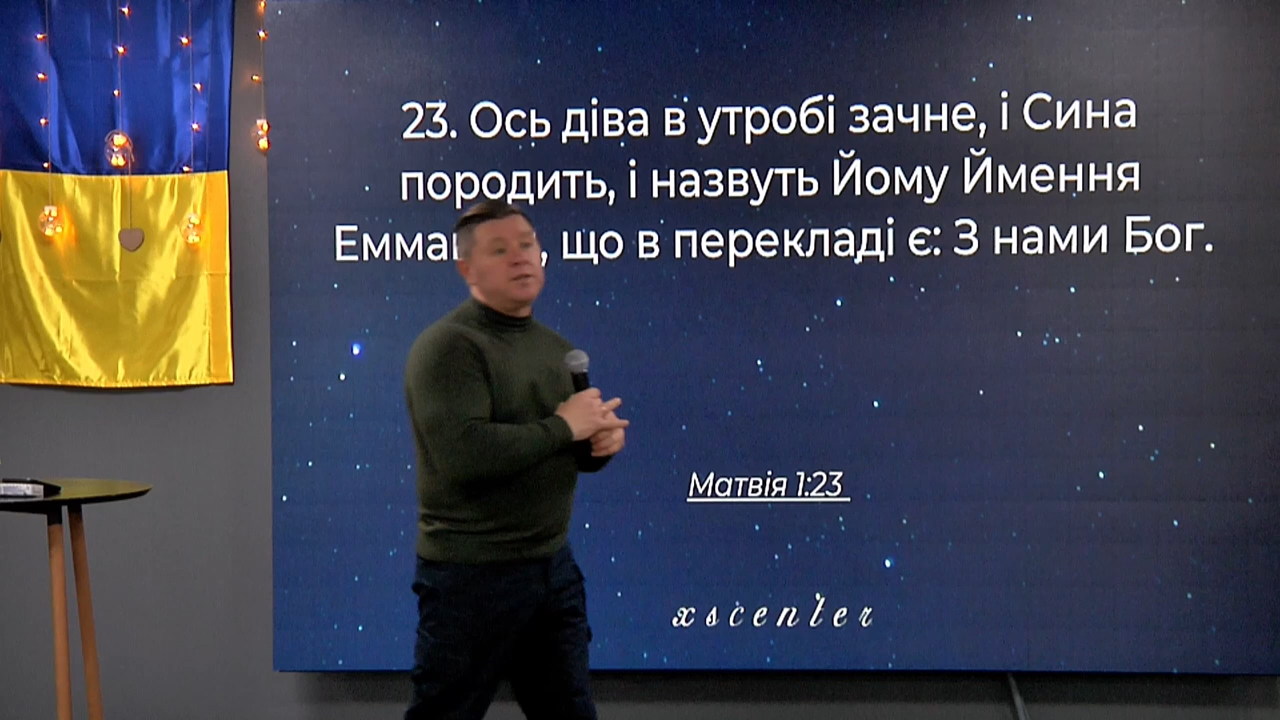 23. Ось діва в утробі зачне, і Сина
породить, і назвуть Йому Ймення
що в перекладі є: З нами Бог.
Матвія 1:23
xscenter